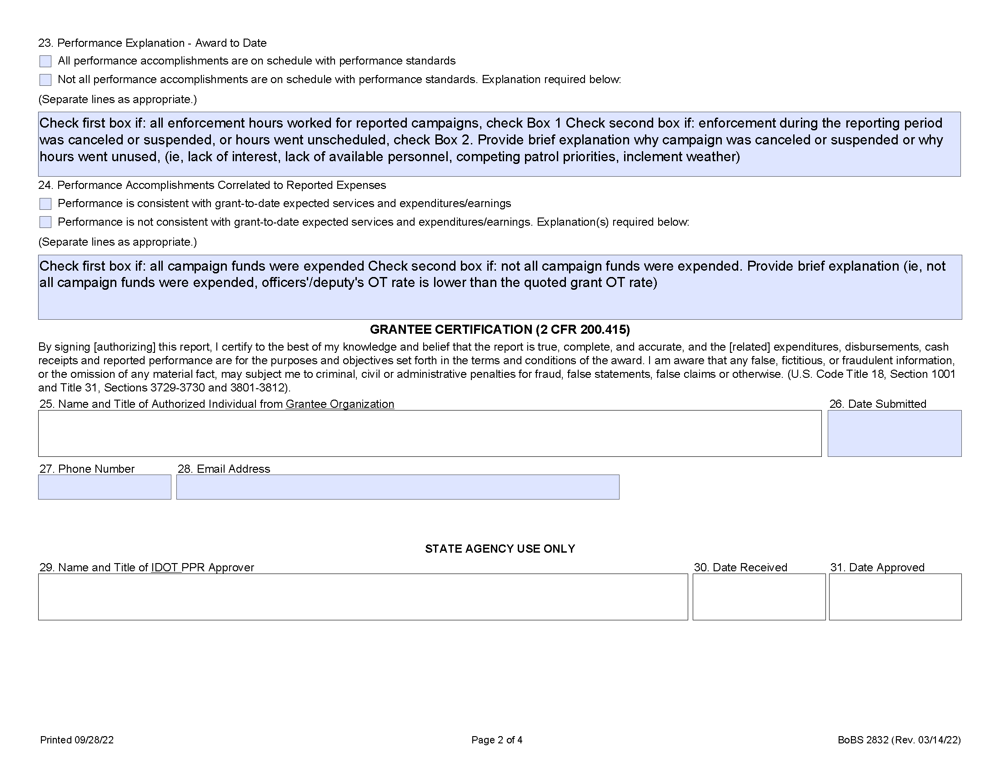 23. Performance Explanation - Award to Date
All performance accomplishments are on schedule with performance standards
Not all performance accomplishments are on schedule with performance standards. Explanation required below:
(Separate lines as appropriate.)
Check first box if: all enforcement hours worked for reported campaigns, check Box 1 Check second box if: enforcement during the reporting period
was canceled or suspended, or hours went unscheduled, check Box 2. Provide brief explanation why campaign was canceled or suspended or why
hours went unused, (ie, lack of interest, lack of available personnel, competing patrol priorities, inclement weather)
24. Performance Accomplishments Correlated to Reported Expenses
Performance is consistent with grant-to-date expected services and expenditures/earnings
Performance is not consistent with grant-to-date expected services and expenditures/earnings. Explanation(s) required below:
(Separate lines as appropriate.)
Check first box if: all campaign funds were expended Check second box if: not all campaign funds were expended. Provide brief explanation (ie, not
all campaign funds were expended, officers'/deputy's OT rate is lower than the quoted grant OT rate)
GRANTEE CERTIFICATION (2 CFR 200.415)
By signing [authorizing] this report, I certify to the best of my knowledge and belief that the report is true, complete, and accurate, and the [related] expenditures, disbursements, cash
receipts and reported performance are for the purposes and objectives set forth in the terms and conditions of the award. I am aware that any false, fictitious, or fraudulent information,
or the omission of any material fact, may subject me to criminal, civil or administrative penalties for fraud, false statements, false claims or otherwise. (U.S. Code Title 18, Section 1001
and Title 31, Sections 3729-3730 and 3801-3812).
25. Name and Title of Authorized Individual from Grantee Organization
26. Date Submitted
27. Phone Number
28. Email Address
STATE AGENCY USE ONLY
29. Name and Title of IDOT PPR Approver
30. Date Received
31. Date Approved
Printed 09/28/22
Page 2 of 4
BoBS 2832 (Rev. 03/14/22)